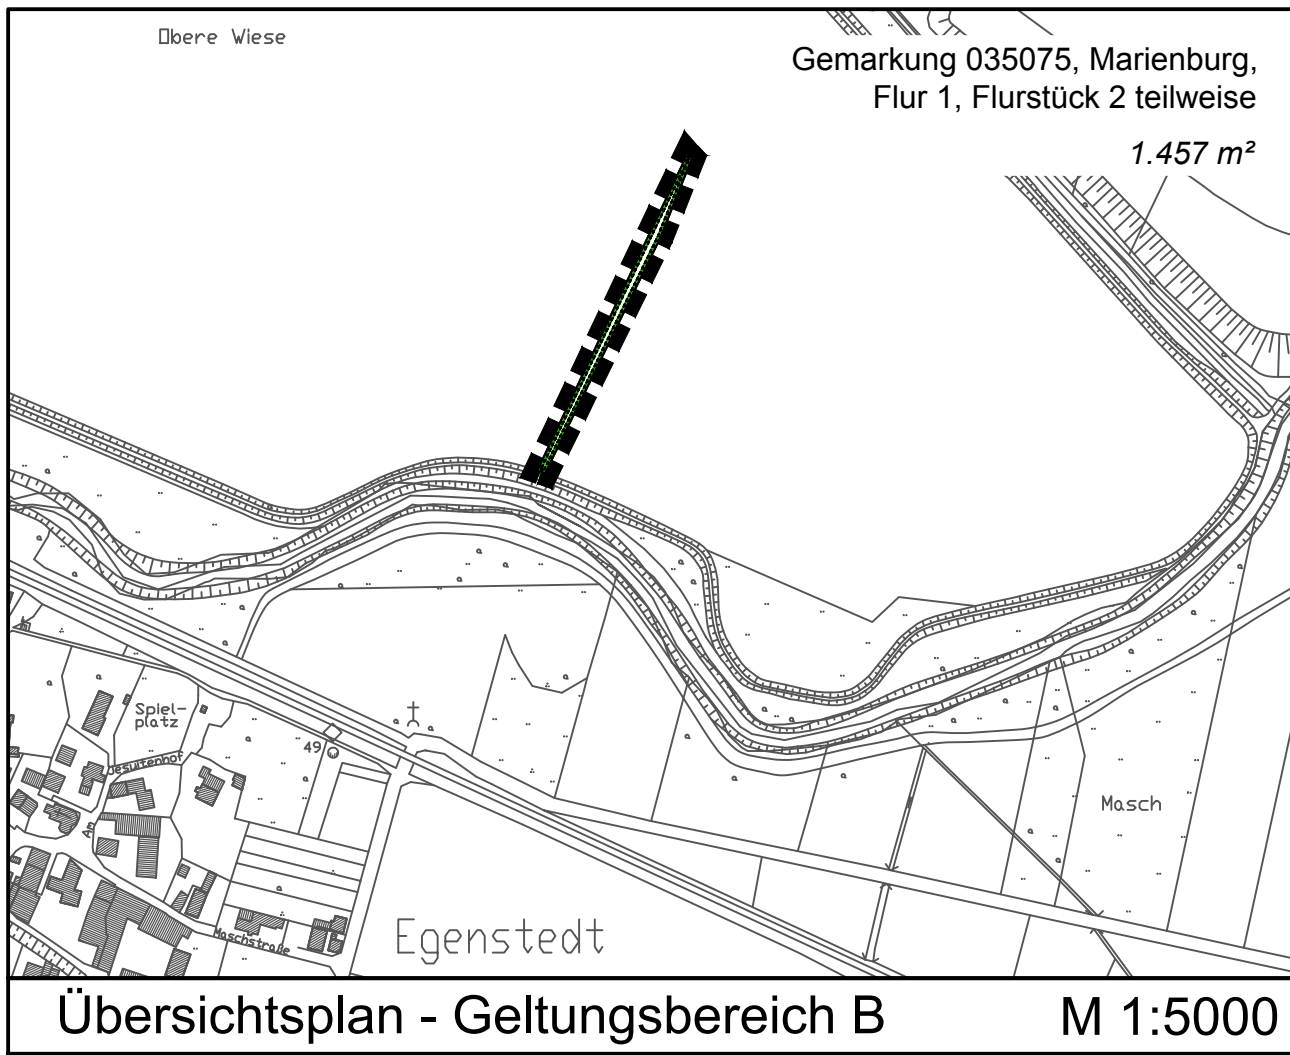 Obere Wiese
Gemarkung 035075, Marienburg,
Flur 1, Flurstück 2 teilweise
1.457 m²
Spiel-
platz
49
Jesuitenhof
Am
Masch
Maschstraße
Egenstedt
Übersichtsplan - Geltungsbereich B
M 1:5000